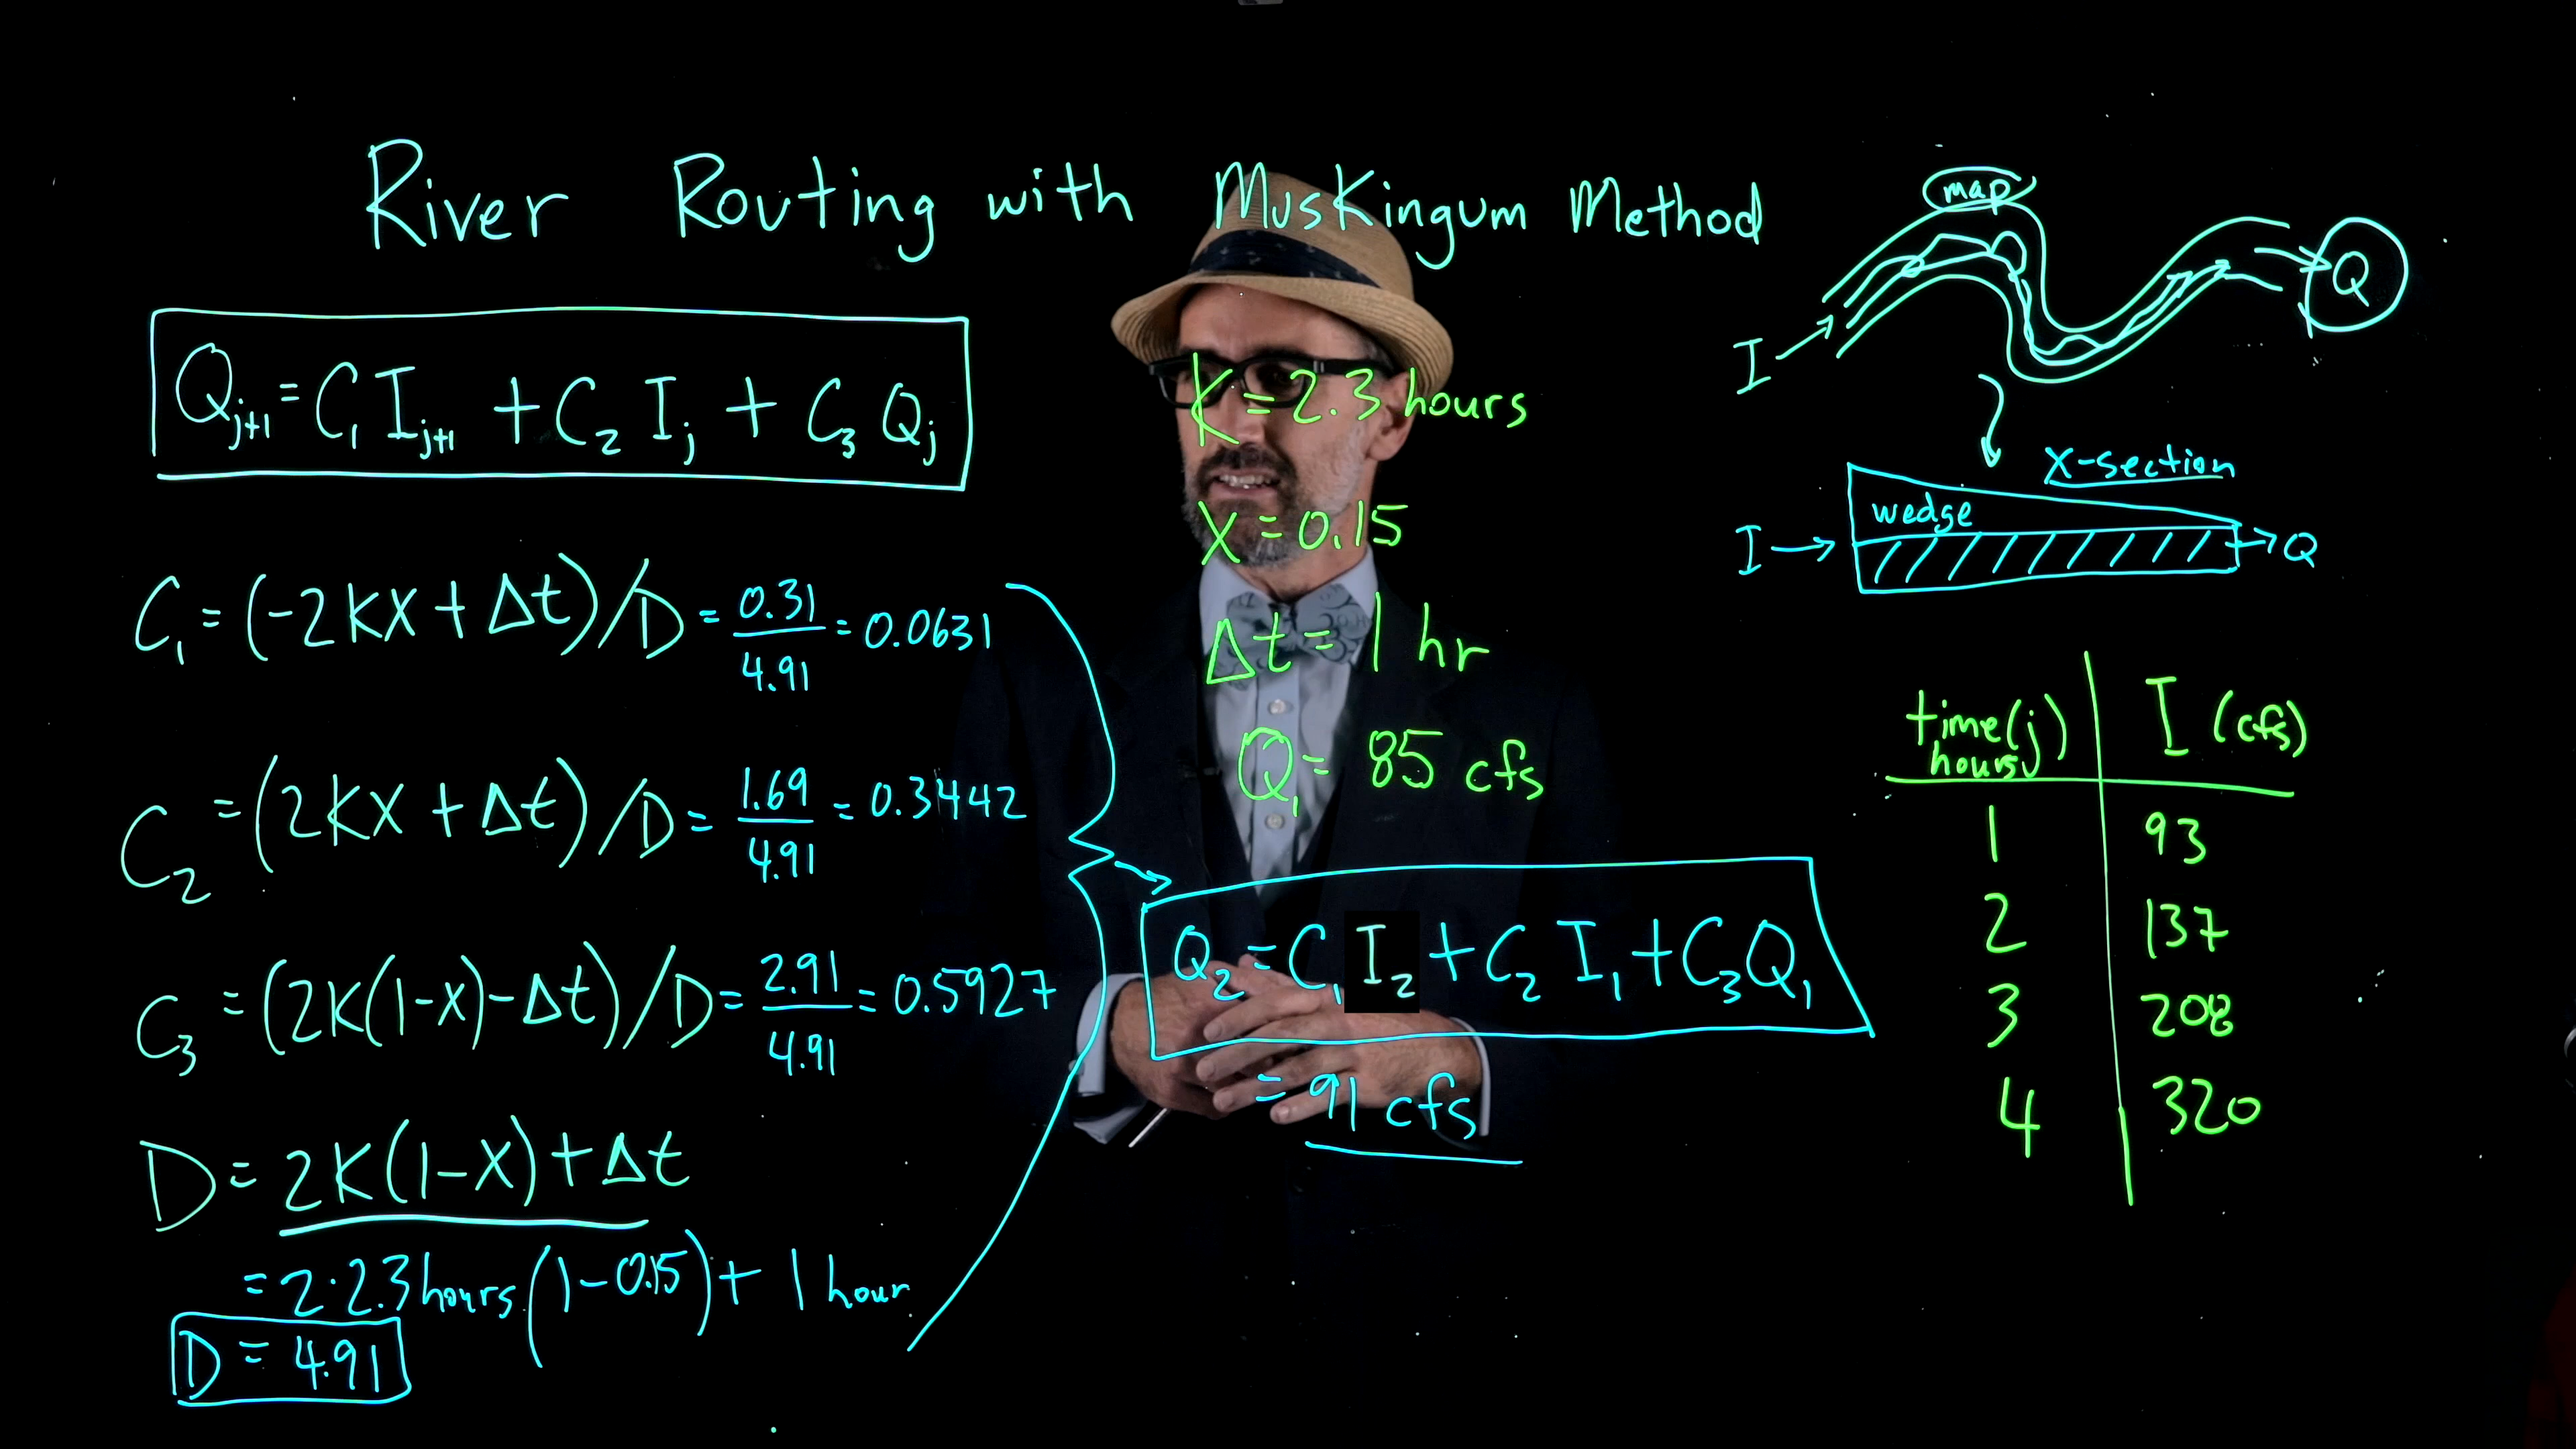 River Routing with Muskingum Method
Qj+1 = C1 Ij+1 + C2 Ij + C3 Qj
C1 = (-2KX + Δt)/D = 0.31/4.91 = 0.0631
C2 = (2KX + Δt)/D = 1.69/4.91 = 0.3442
C3 = (2K(1-X)-Δt)/D = 2.91/4.91 = 0.5927
D = 2K(1-X)+Δt
= 2·2.3 hours (1-0.15) + 1 hour
D = 4.91
K = 2.3 hours
X = 0.15
Δt = 1 hr
Q1 = 85 cfs
Q2 = C1 I2 + C2 I1 + C3 Q1
= 91 cfs
map
I
Q
X-section
wedge
I → Q
time(j) hours I (cfs)
1 93
2 137
3 208
4 320